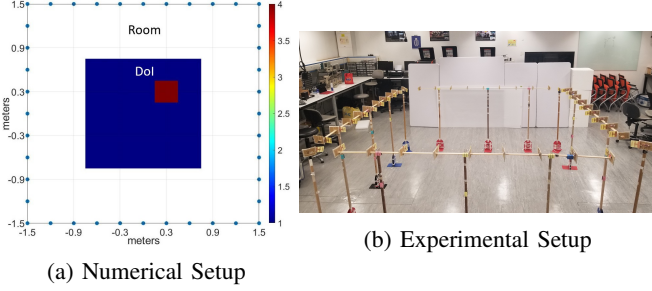 1.5
0.9
0.3
-0.3
-0.9
-1.5
meters
Room
DoI
-1.5 -0.9 -0.3 0.3 0.9 1.5
meters
4
3.5
3
2.5
2
1.5
1
(a) Numerical Setup
(b) Experimental Setup